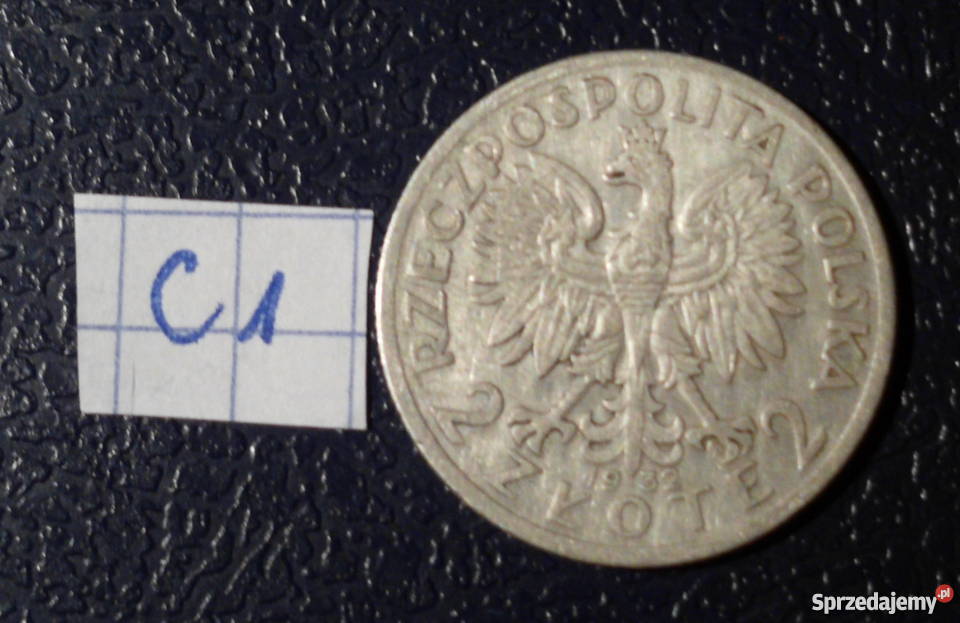 C1
RZECZPOSPOLITA POLSKA
2 ZŁOTE 2
1932
Sprzedajemy.pl